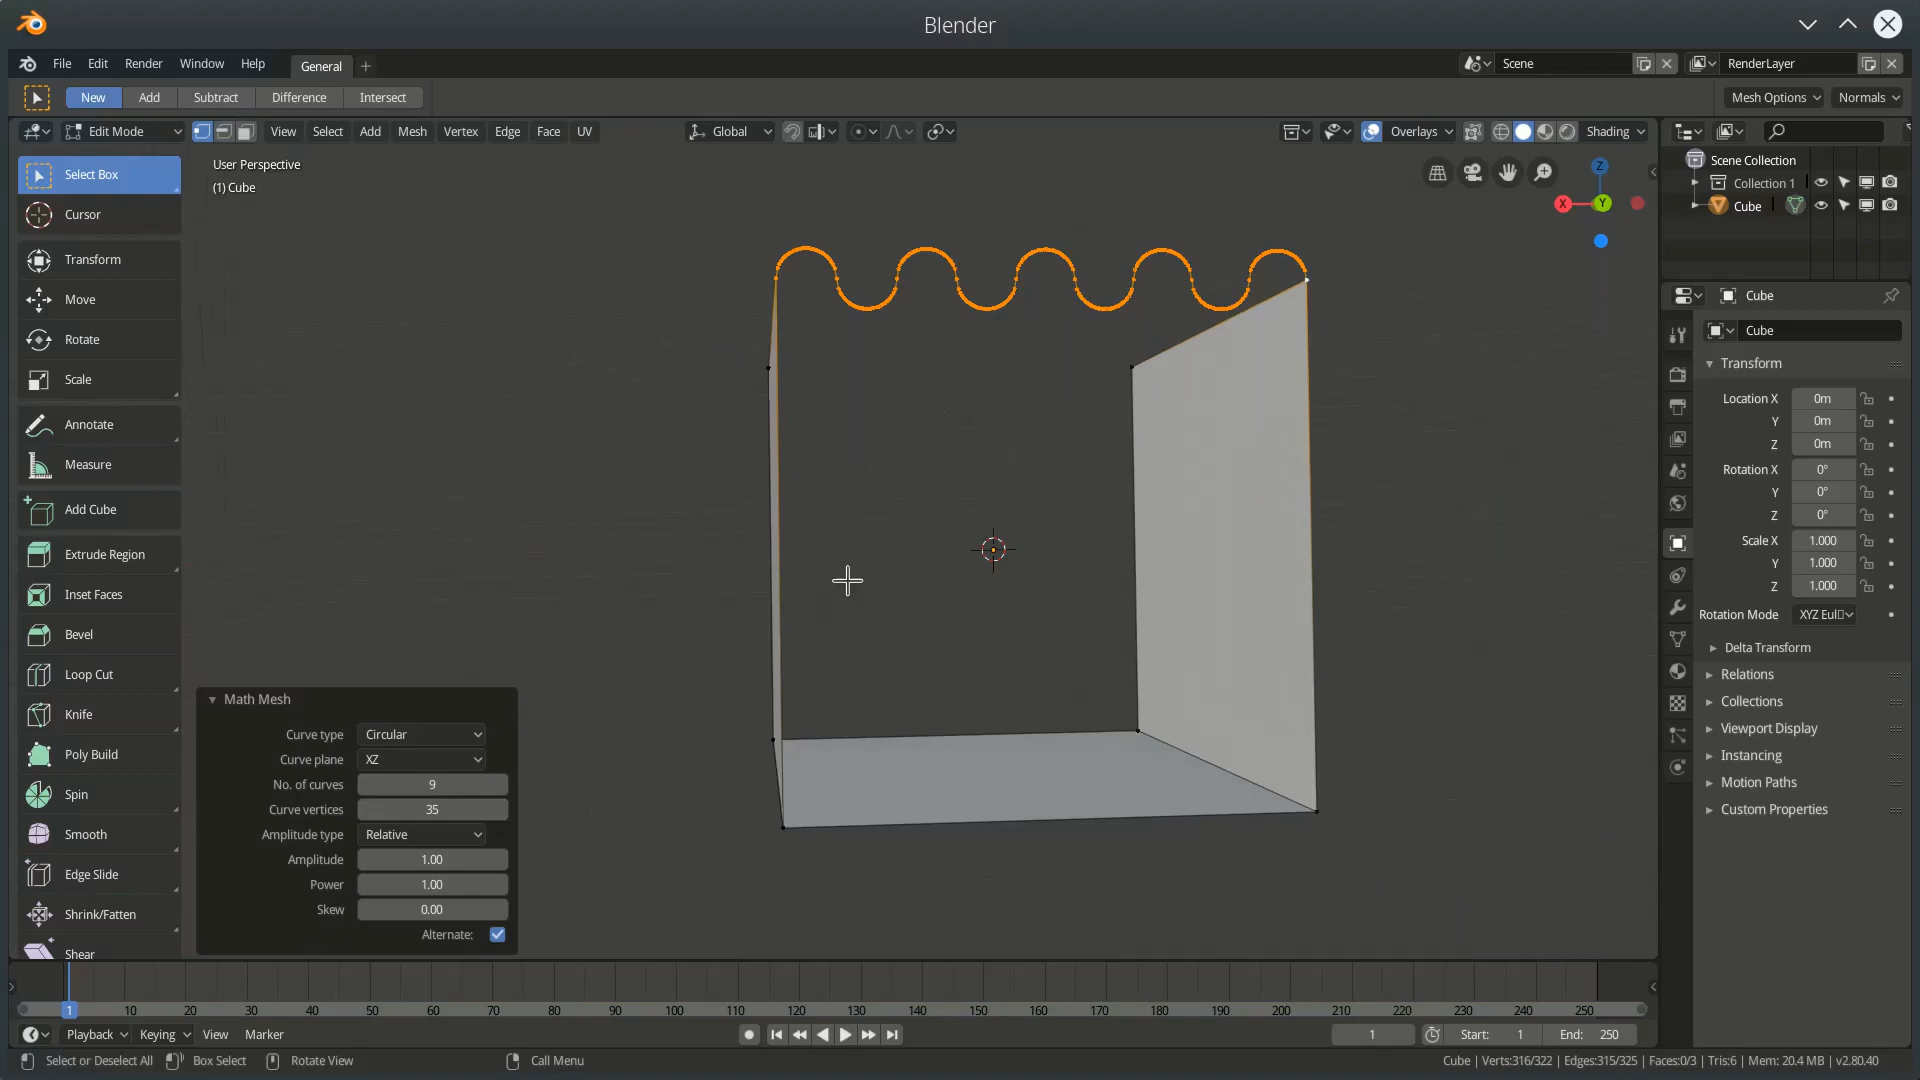 Blender
File Edit Render Window Help General +
Scene RenderLayer
New Add Subtract Difference Intersect Mesh Options Normals
Edit Mode View Select Add Mesh Vertex Edge Face UV Global Overlays Shading
User Perspective
(1) Cube
Z
X
Y
Select Box
Cursor
Transform
Move
Rotate
Scale
Annotate
Measure
Add Cube
Extrude Region
Inset Faces
Bevel
Loop Cut
Knife
Poly Build
Spin
Smooth
Edge Slide
Shrink/Fatten
Shear
Math Mesh
Curve type Circular
Curve plane XZ
No. of curves 9
Curve vertices 35
Amplitude type Relative
Amplitude 1.00
Power 1.00
Skew 0.00
Alternate:
Scene Collection
Collection 1
Cube
Cube
Cube
Transform
Location X 0m
Y 0m
Z 0m
Rotation X 0°
Y 0°
Z 0°
Scale X 1.000
Y 1.000
Z 1.000
Rotation Mode XYZ Eul
Delta Transform
Relations
Collections
Viewport Display
Instancing
Motion Paths
Custom Properties
1 10 20 30 40 50 60 70 80 90 100 110 120 130 140 150 160 170 180 190 200 210 220 230 240 250
Playback Keying View Marker 1 Start: 1 End: 250
Select or Deselect All Box Select Rotate View Call Menu Cube | Verts:316/322 | Edges:315/325 | Faces:0/3 | Tris:6 | Mem: 20.4 MB | v2.80.40